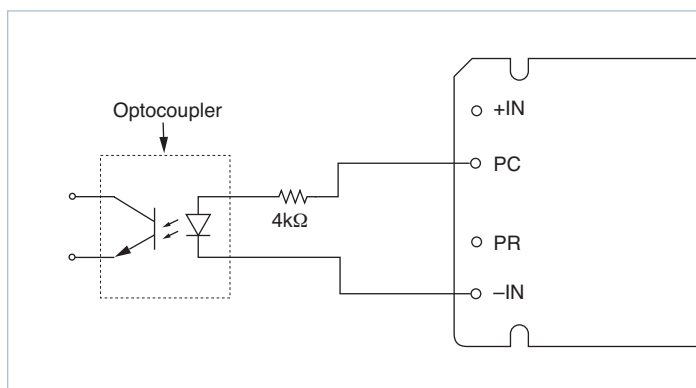 Optocoupler
4kΩ
+IN
PC
PR
–IN